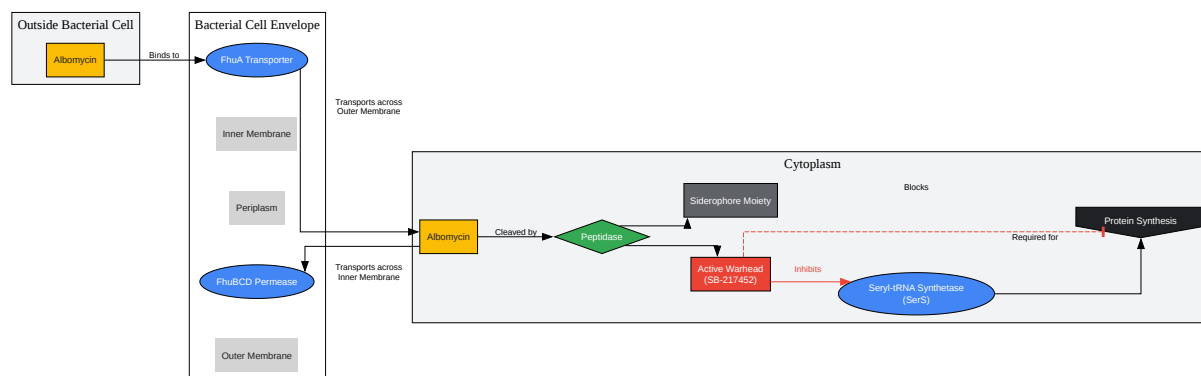 Outside Bacterial Cell
Albomycin
Binds to
Bacterial Cell Envelope
FhuA Transporter
Inner Membrane
Periplasm
FhuBCD Permease
Outer Membrane
Transports across
Outer Membrane
Transports across
Inner Membrane
Cytoplasm
Albomycin
Cleaved by
Peptidase
Siderophore Moiety
Active Warhead
(SB-217452)
Inhibits
Seryl-tRNA Synthetase
(SerS)
Blocks
Required for
Protein Synthesis